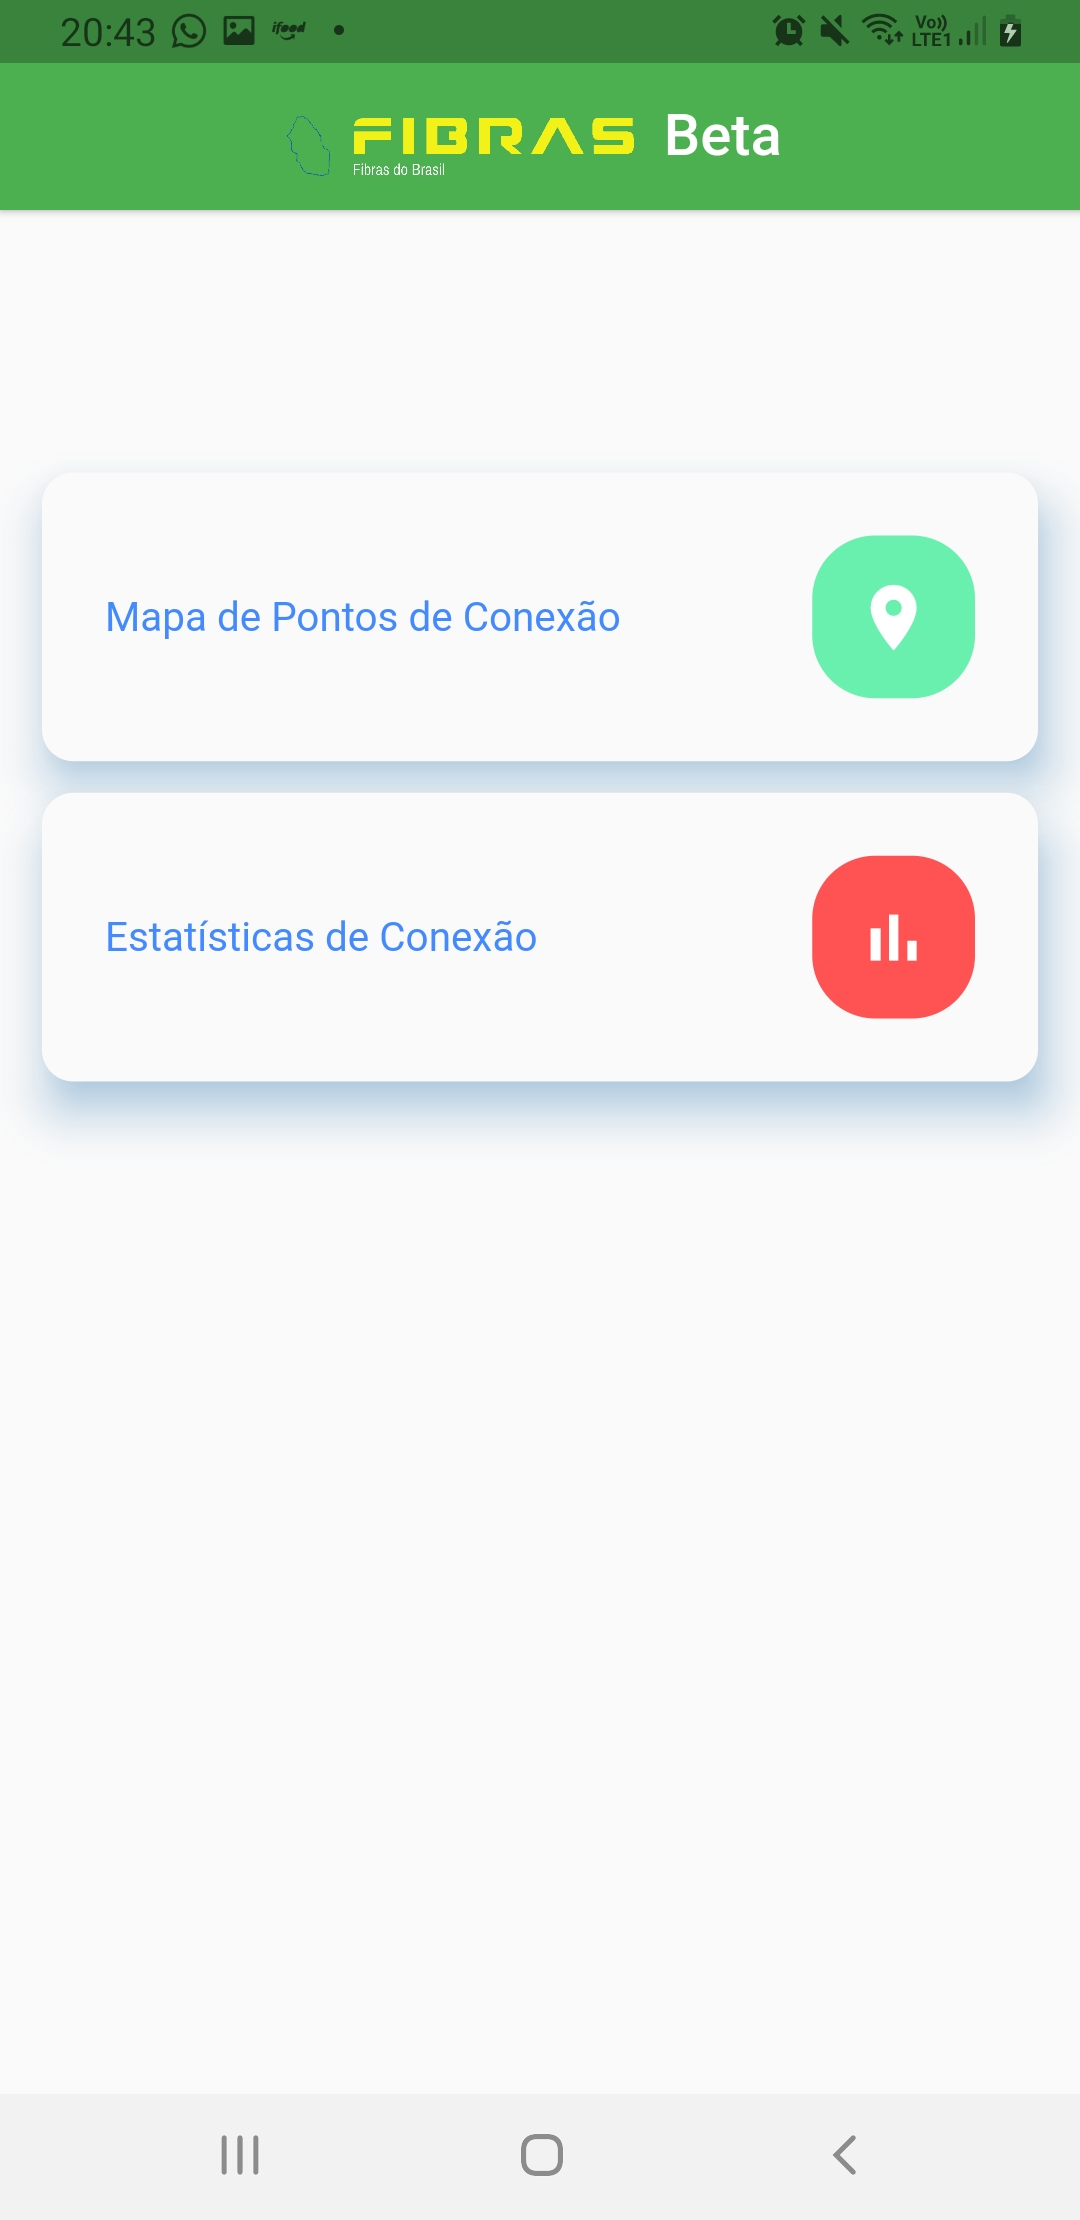 20:43
ifood
Vo))
LTE1
FIBRAS Beta
Fibras do Brasil
Mapa de Pontos de Conexão
Estatísticas de Conexão